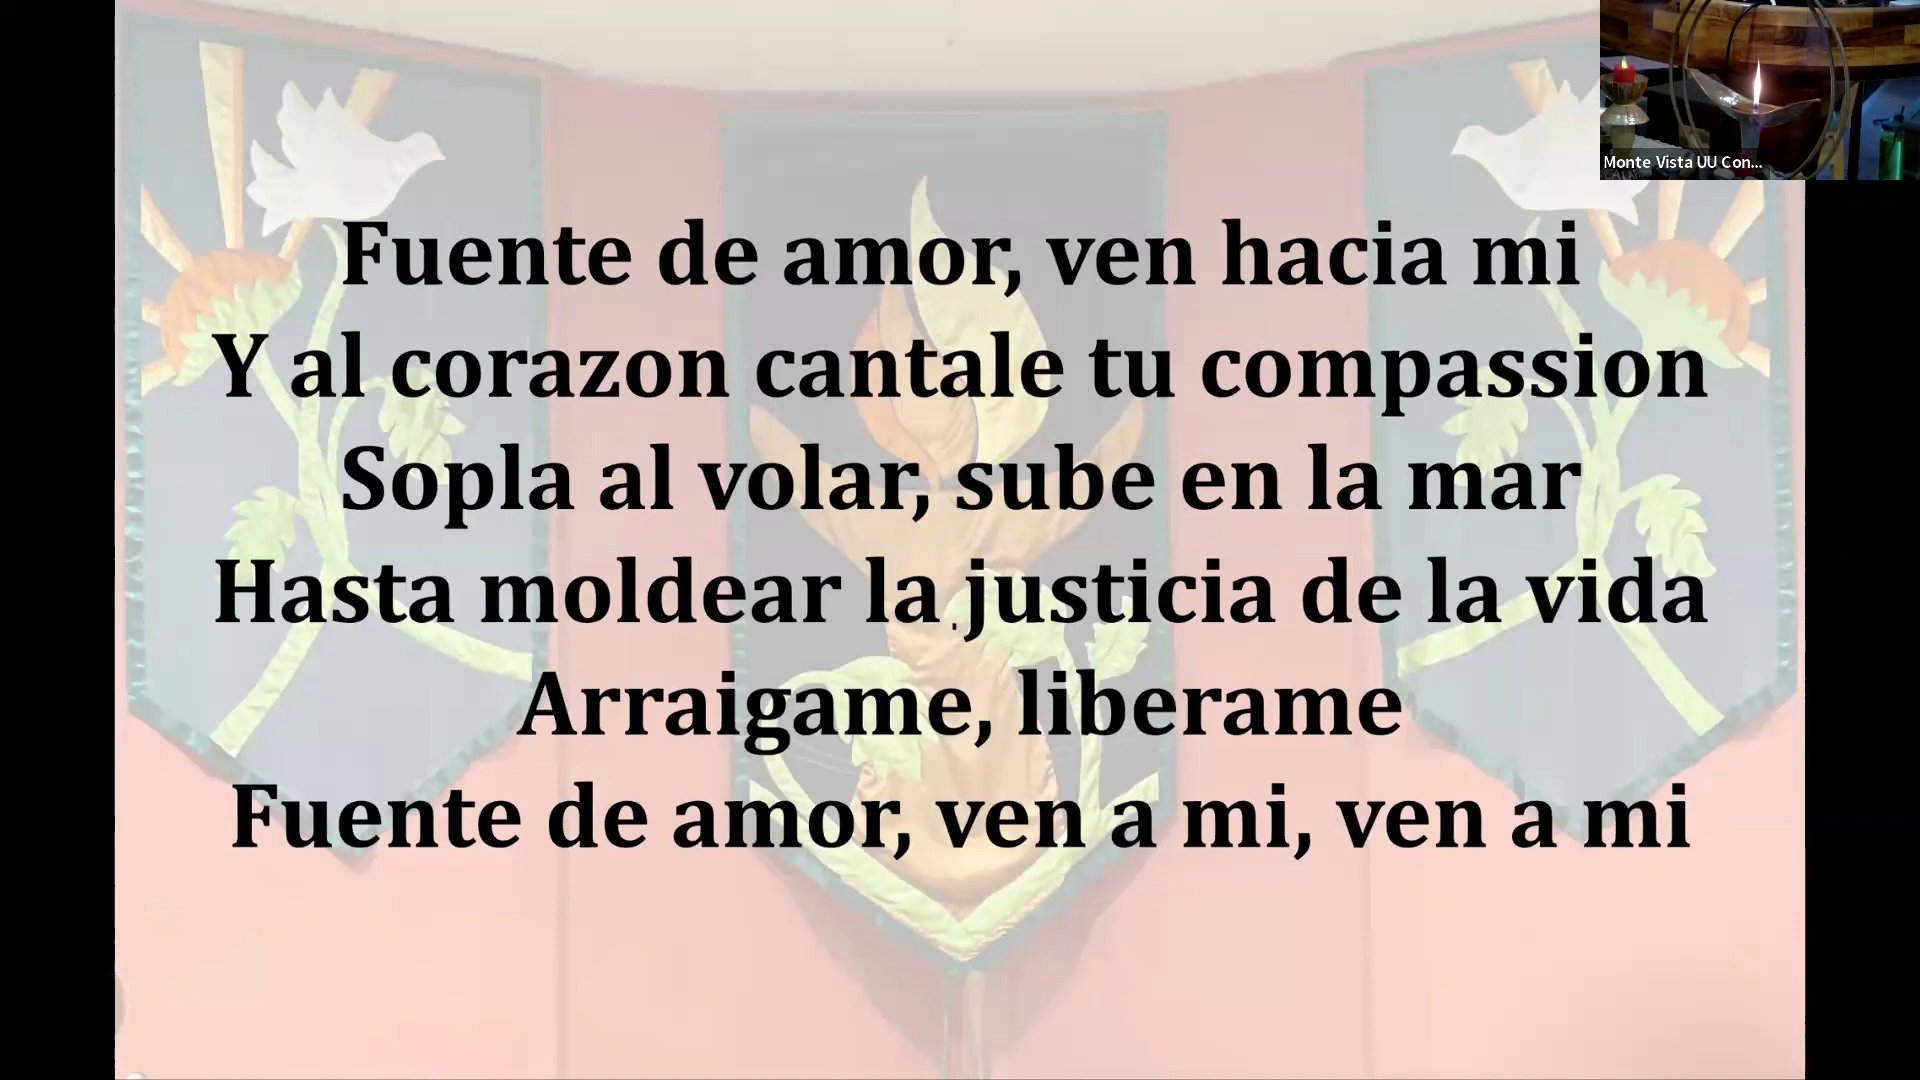 Monte Vista UU Con...
Fuente de amor, ven hacia mi
Y al corazon cantale tu compassion
Sopla al volar, sube en la mar
Hasta moldear la justicia de la vida
Arraigame, liberame
Fuente de amor, ven a mi, ven a mi